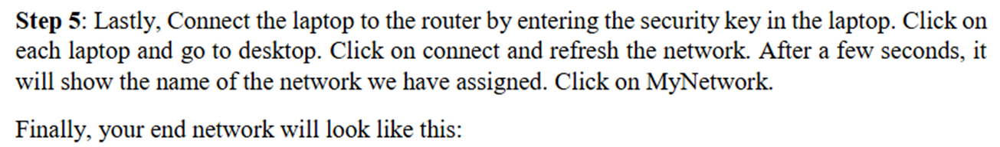 Step 5: Lastly, Connect the laptop to the router by entering the security key in the laptop. Click on
each laptop and go to desktop. Click on connect and refresh the network. After a few seconds, it
will show the name of the network we have assigned. Click on MyNetwork.
Finally, your end network will look like this: